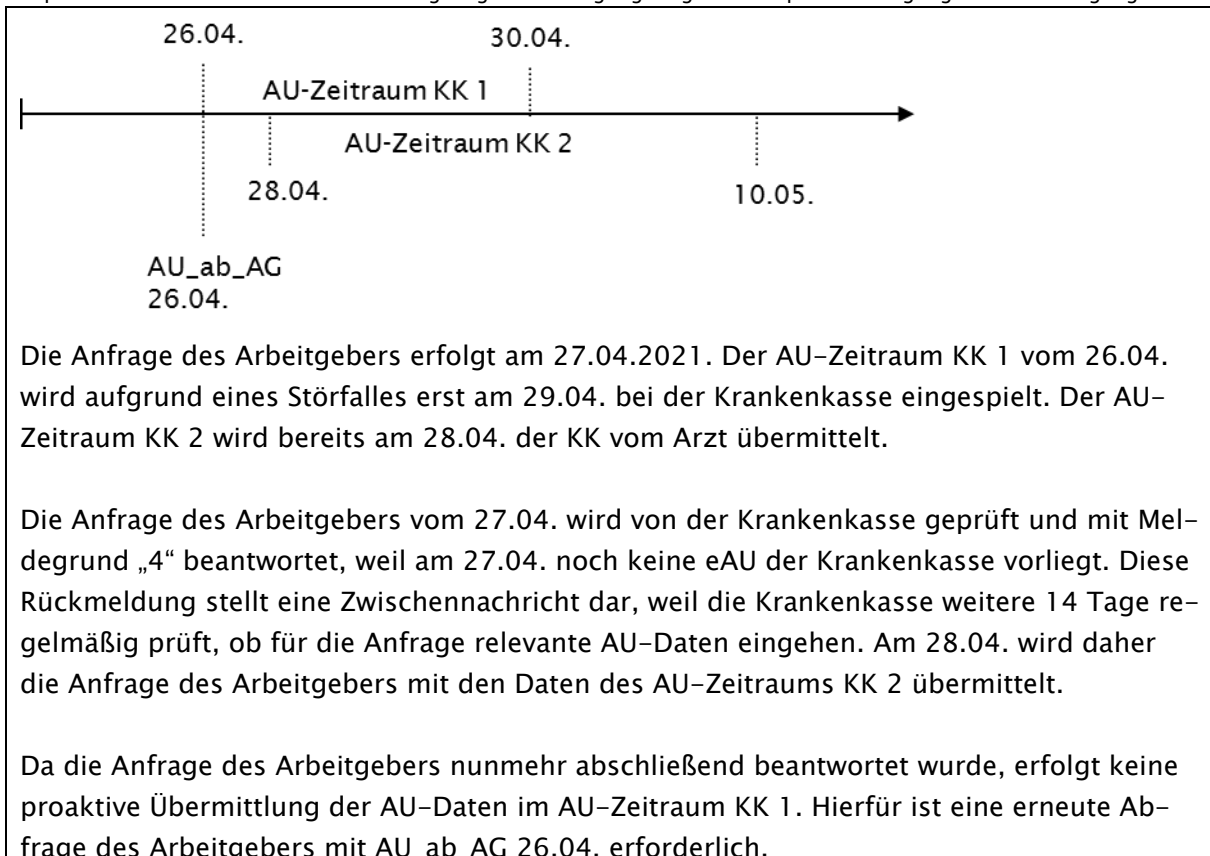 26.04. 30.04.
AU-Zeitraum KK 1
AU-Zeitraum KK 2
28.04. 10.05.
AU_ab_AG
26.04.
Die Anfrage des Arbeitgebers erfolgt am 27.04.2021. Der AU-Zeitraum KK 1 vom 26.04.
wird aufgrund eines Störfalles erst am 29.04. bei der Krankenkasse eingespielt. Der AU-
Zeitraum KK 2 wird bereits am 28.04. der KK vom Arzt übermittelt.
Die Anfrage des Arbeitgebers vom 27.04. wird von der Krankenkasse geprüft und mit Mel-
degrund „4“ beantwortet, weil am 27.04. noch keine eAU der Krankenkasse vorliegt. Diese
Rückmeldung stellt eine Zwischennachricht dar, weil die Krankenkasse weitere 14 Tage re-
gelmäßig prüft, ob für die Anfrage relevante AU-Daten eingehen. Am 28.04. wird daher
die Anfrage des Arbeitgebers mit den Daten des AU-Zeitraums KK 2 übermittelt.
Da die Anfrage des Arbeitgebers nunmehr abschließend beantwortet wurde, erfolgt keine
proaktive Übermittlung der AU-Daten im AU-Zeitraum KK 1. Hierfür ist eine erneute Ab-
frage des Arbeitgebers mit AU_ab_AG 26.04. erforderlich.